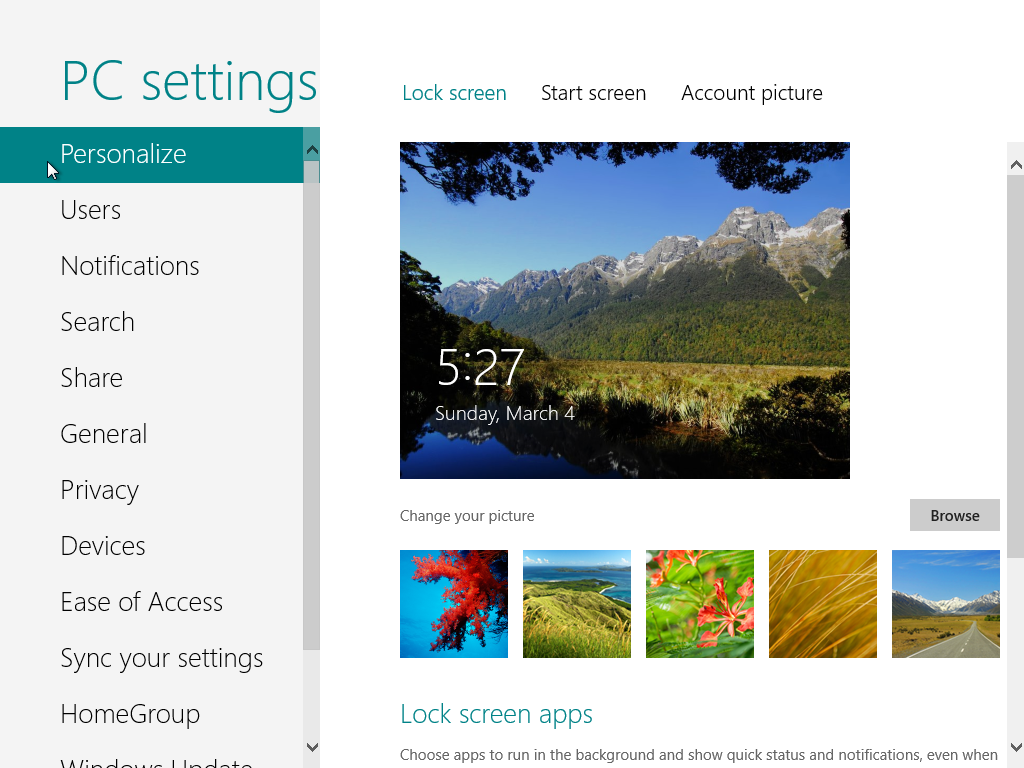 PC settings
Personalize
Users
Notifications
Search
Share
General
Privacy
Devices
Ease of Access
Sync your settings
HomeGroup
Windows Update
Lock screen
Start screen
Account picture
5:27
Sunday, March 4
Change your picture
Browse
Lock screen apps
Choose apps to run in the background and show quick status and notifications, even when